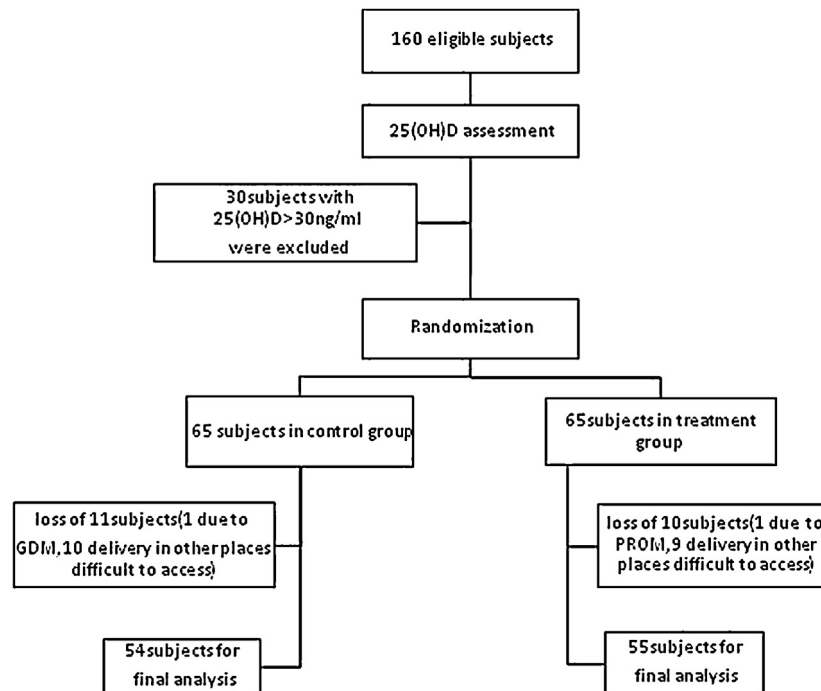 160 eligible subjects
25(OH)D assessment
30subjects with
25(OH)D>30ng/ml
were excluded
Randomization
65 subjects in control group
65subjects in treatment
group
loss of 11subjects(1 due to
GDM,10 delivery in other places
difficult to access)
loss of 10subjects(1 due to
PROM,9 delivery in other
places difficult to access)
54subjects for
final analysis
55subjects for
final analysis